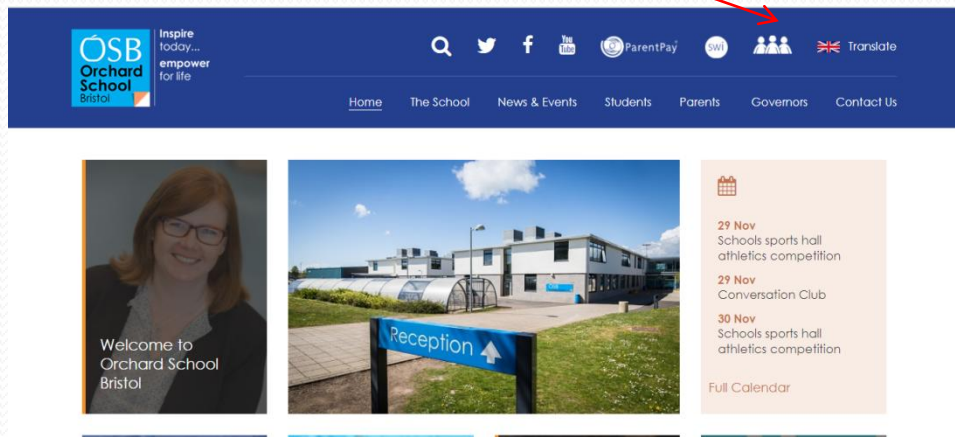 ÓSB
Orchard
School
Bristol
Inspire
today...
empower
for life
You
Tube
ParentPay
swi
Translate
Home The School News & Events Students Parents Governors Contact Us
Welcome to
Orchard School
Bristol
Reception
29 Nov
Schools sports hall
athletics competition
29 Nov
Conversation Club
30 Nov
Schools sports hall
athletics competition
Full Calendar